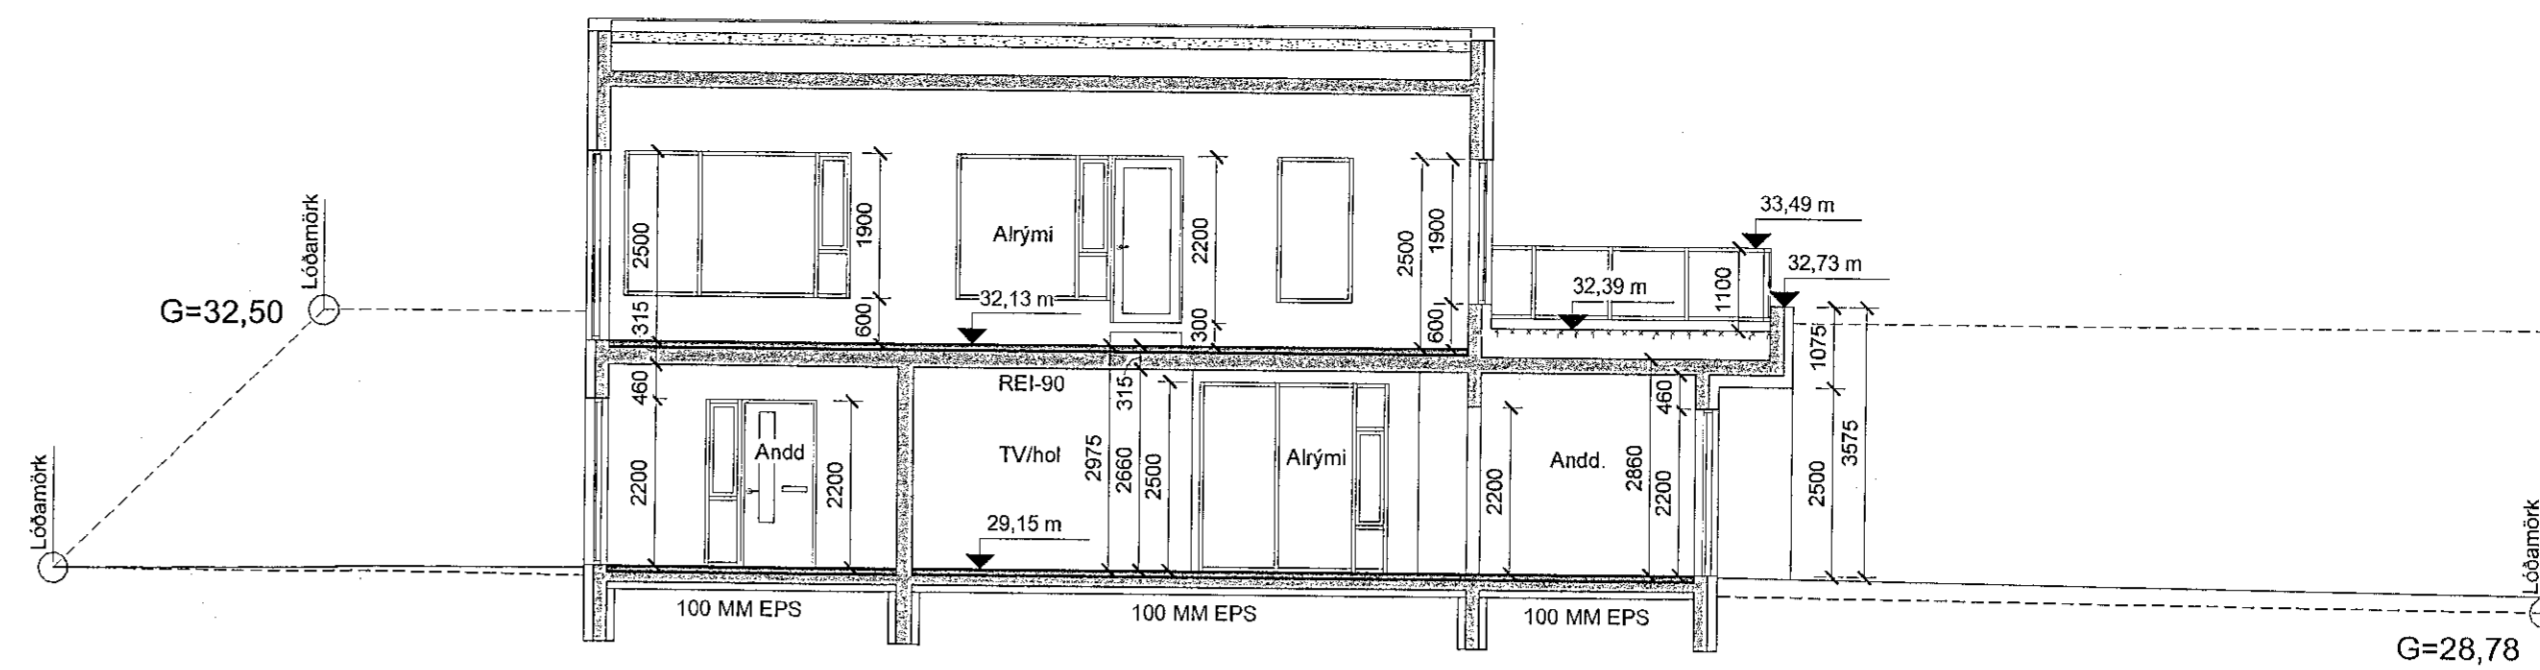 33,49 m
Lóðamörk
1900
2200
1900
2500
Alrými
2500
32,73 m
G=32,50
32,13 m
32,39 m
1100
315
600
300
600
1075
REI-90
460
315
460
Lóðamörk
2200
Andd
2200
TV/hol
2975
2660
2500
Alrými
2200
Andd.
2860
2200
2500
3575
29,15 m
Lóðamörk
100 MM EPS
100 MM EPS
100 MM EPS
G=28,78